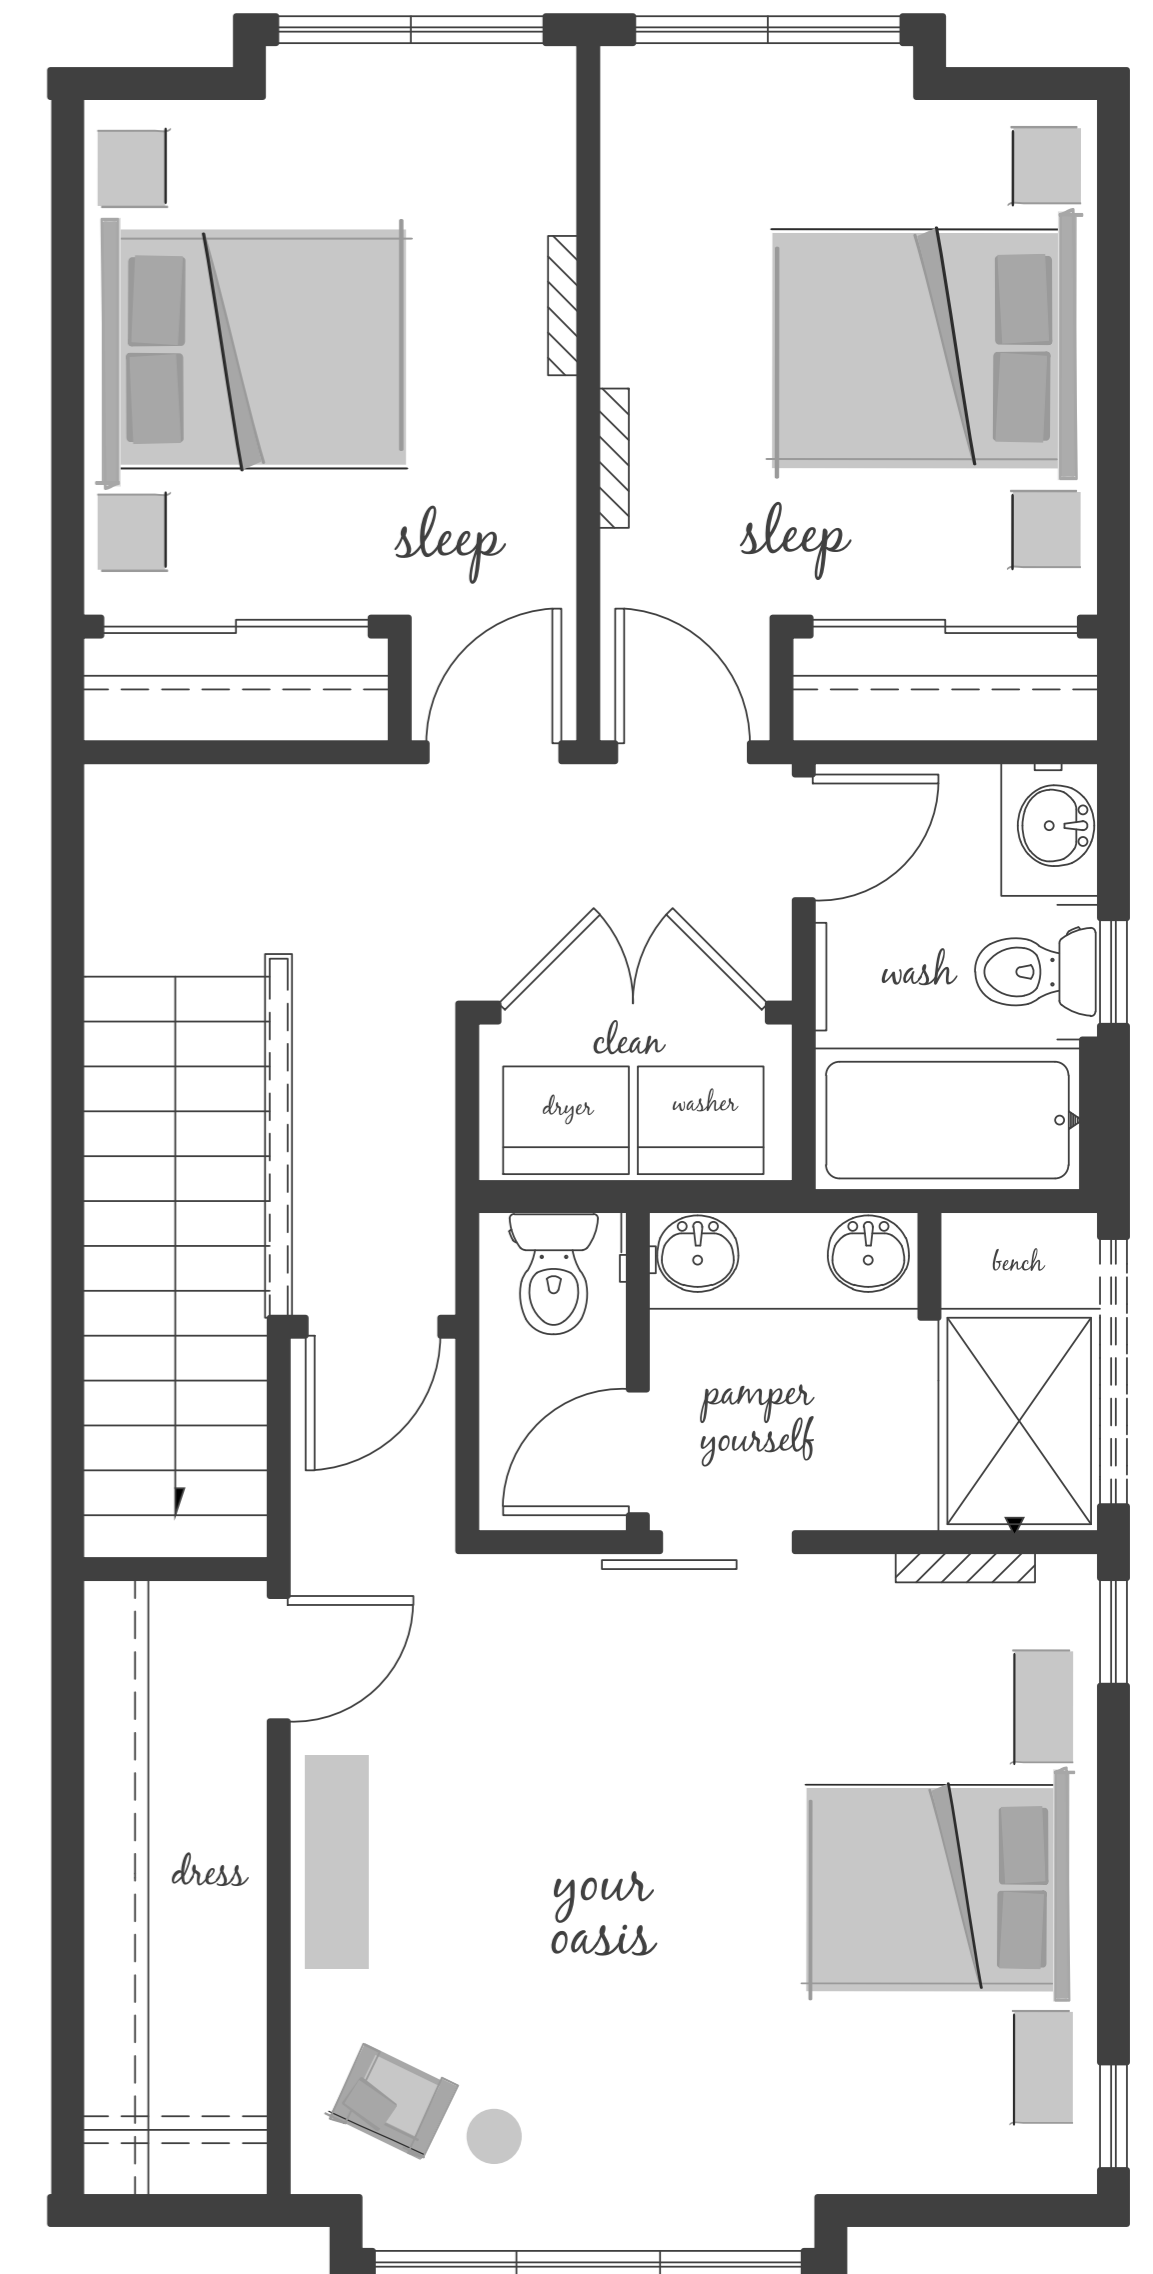 sleep
sleep
wash
clean
dryer
washer
bench
pamper
yourself
dress
your
oasis